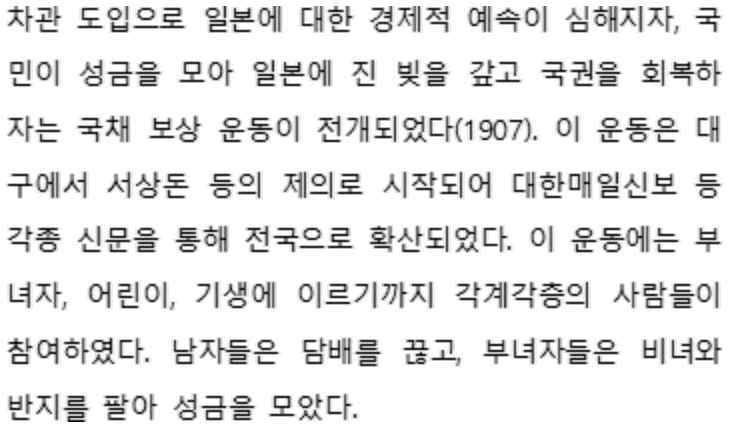 차관 도입으로 일본에 대한 경제적 예속이 심해지자, 국
민이 성금을 모아 일본에 진 빚을 갚고 국권을 회복하
자는 국채 보상 운동이 전개되었다(1907). 이 운동은 대
구에서 서상돈 등의 제의로 시작되어 대한매일신보 등
각종 신문을 통해 전국으로 확산되었다. 이 운동에는 부
녀자, 어린이, 기생에 이르기까지 각계각층의 사람들이
참여하였다. 남자들은 담배를 끊고, 부녀자들은 비녀와
반지를 팔아 성금을 모았다.